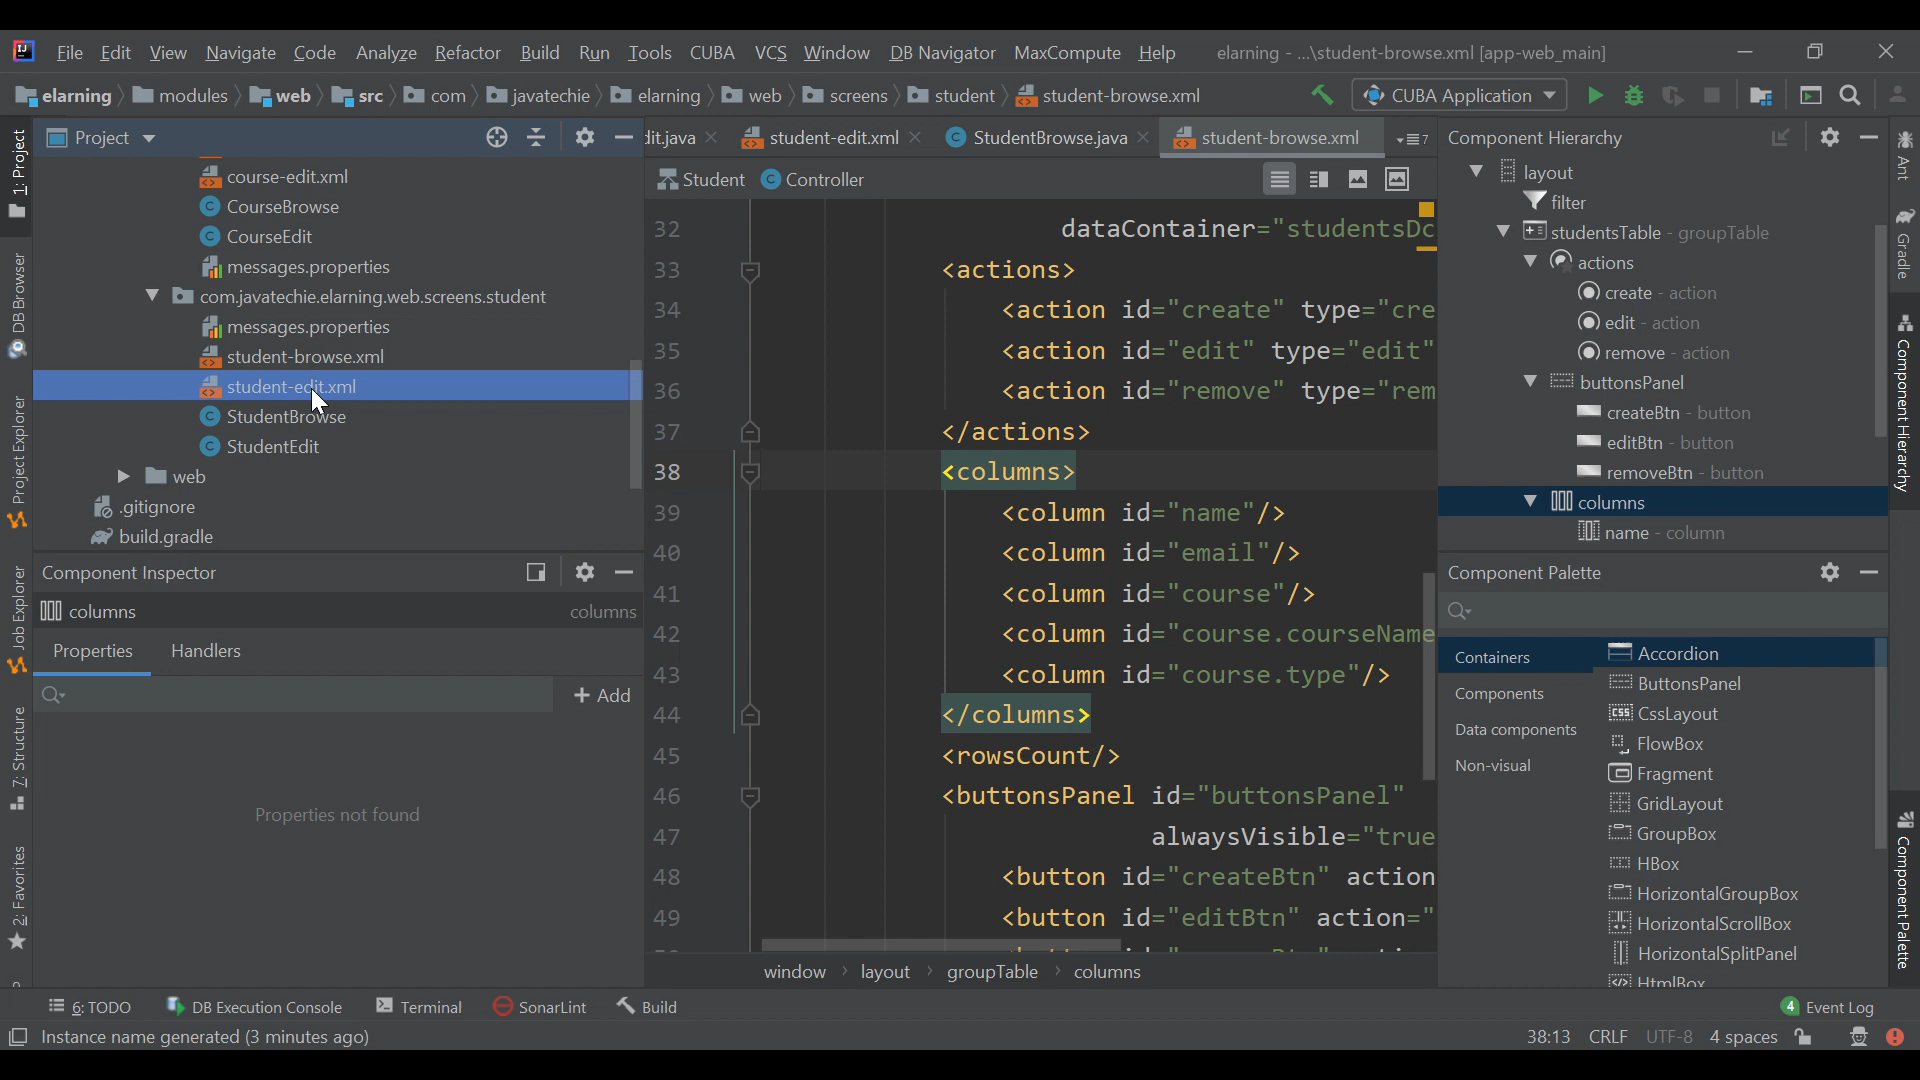 File Edit View Navigate Code Analyze Refactor Build Run Tools CUBA VCS Window DB Navigator MaxCompute Help elarning - ...\student-browse.xml [app-web_main]
elarning modules web src com javatechie elarning web screens student student-browse.xml CUBA Application
1: Project
DB Browser
Project Explorer
Job Explorer
7: Structure
2: Favorites
Project
course-edit.xml
CourseBrowse
CourseEdit
messages.properties
com.javatechie.elarning.web.screens.student
messages.properties
student-browse.xml
student-edit.xml
StudentBrowse
StudentEdit
web
.gitignore
build.gradle
Component Inspector
columns columns
Properties Handlers
Add
Properties not found
dit.java student-edit.xml StudentBrowse.java student-browse.xml 7
Student Controller
32 dataContainer="studentsDc
33 <actions>
34 <action id="create" type="cre
35 <action id="edit" type="edit"
36 <action id="remove" type="rem
37 </actions>
38 <columns>
39 <column id="name"/>
40 <column id="email"/>
41 <column id="course"/>
42 <column id="course.courseName
43 <column id="course.type"/>
44 </columns>
45 <rowsCount/>
46 <buttonsPanel id="buttonsPanel"
47 alwaysVisible="true
48 <button id="createBtn" action
49 <button id="editBtn" action="
window layout groupTable columns
Component Hierarchy
layout
filter
studentsTable - groupTable
actions
create - action
edit - action
remove - action
buttonsPanel
createBtn - button
editBtn - button
removeBtn - button
columns
name - column
Component Palette
Containers
Components
Data components
Non-visual
Accordion
ButtonsPanel
CssLayout
FlowBox
Fragment
GridLayout
GroupBox
HBox
HorizontalGroupBox
HorizontalScrollBox
HorizontalSplitPanel
HtmlBox
Ant
Gradle
Component Hierarchy
Component Palette
6: TODO DB Execution Console Terminal SonarLint Build 4 Event Log
Instance name generated (3 minutes ago) 38:13 CRLF UTF-8 4 spaces